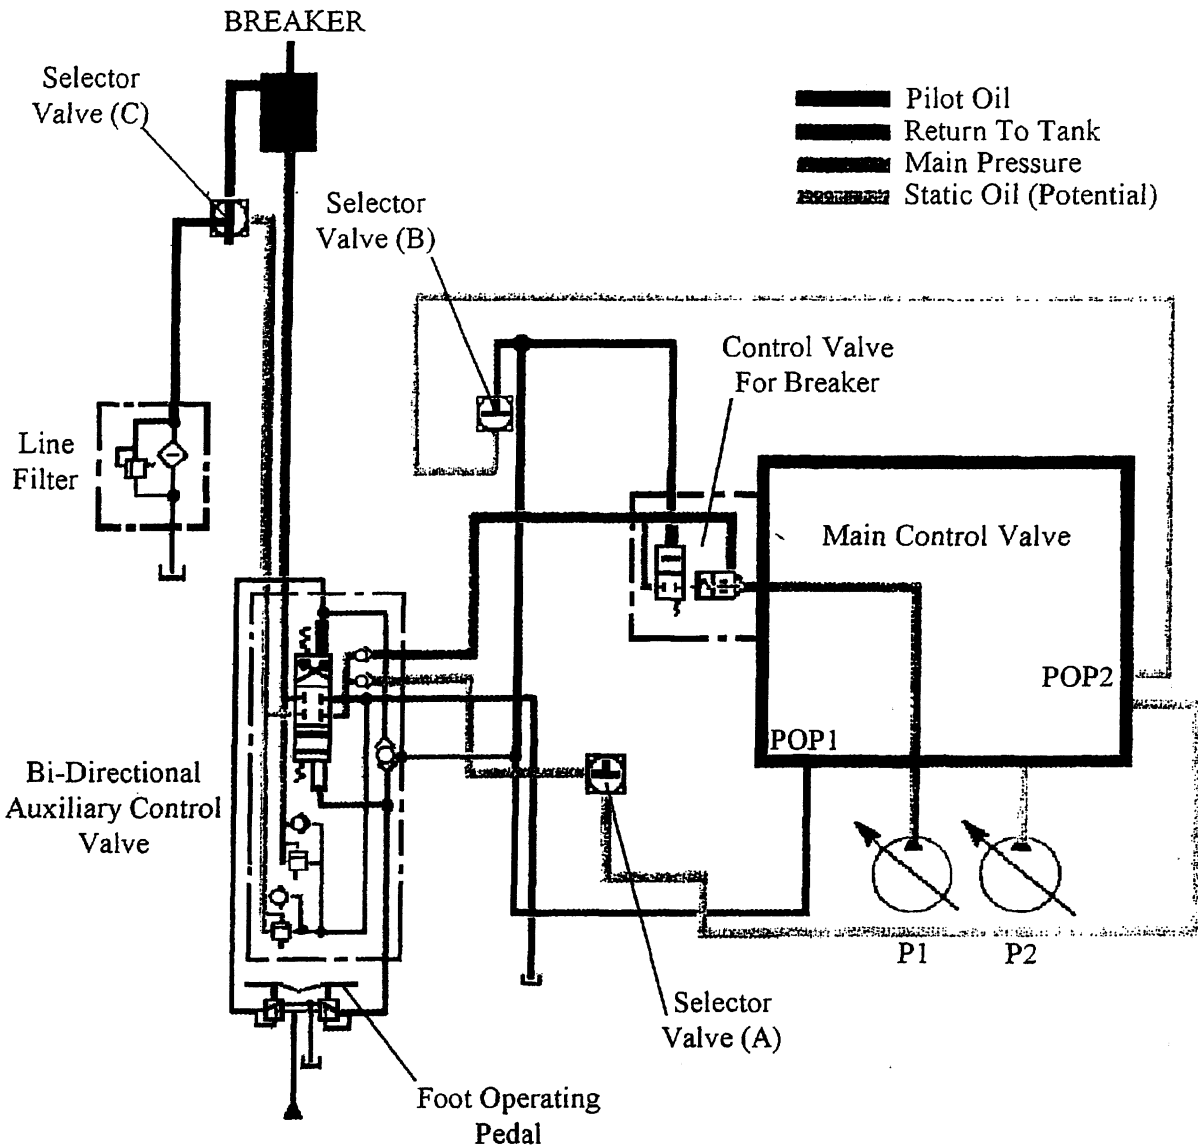 BREAKER
Selector
Valve (C)
Pilot Oil
Return To Tank
Main Pressure
Static Oil (Potential)
Selector
Valve (B)
Control Valve
For Breaker
Line
Filter
Main Control Valve
POP2
POP1
Bi-Directional
Auxiliary Control
Valve
P1
P2
Selector
Valve (A)
Foot Operating
Pedal